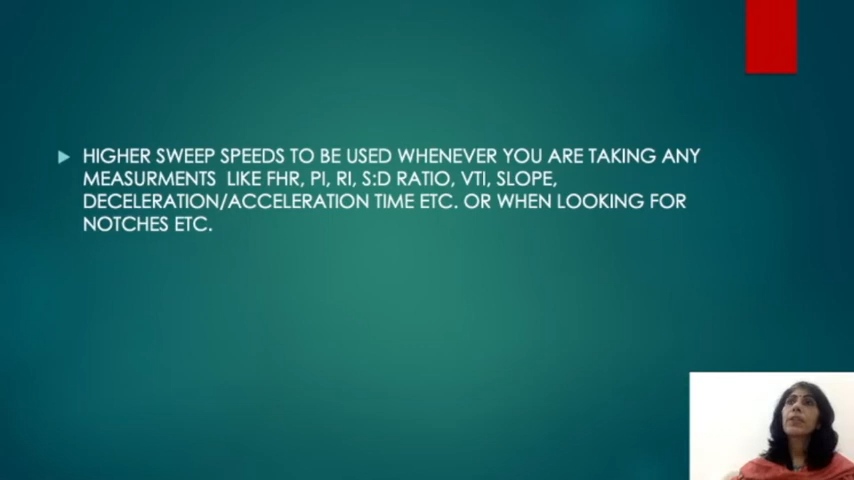 HIGHER SWEEP SPEEDS TO BE USED WHENEVER YOU ARE TAKING ANY
MEASURMENTS LIKE FHR, PI, RI, S:D RATIO, VTI, SLOPE,
DECELERATION/ACCELERATION TIME ETC. OR WHEN LOOKING FOR
NOTCHES ETC.